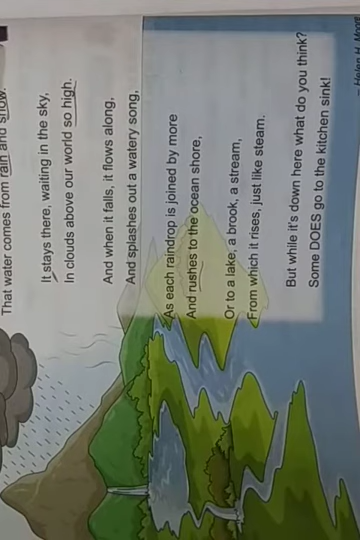 That water comes from rain and snow.
It stays there, waiting in the sky,
In clouds above our world so high.
And when it falls, it flows along,
And splashes out a watery song,
As each raindrop is joined by more
And rushes to the ocean shore,
Or to a lake, a brook, a stream,
From which it rises, just like steam.
But while it's down here what do you think?
Some DOES go to the kitchen sink!
– Helen H. Moore